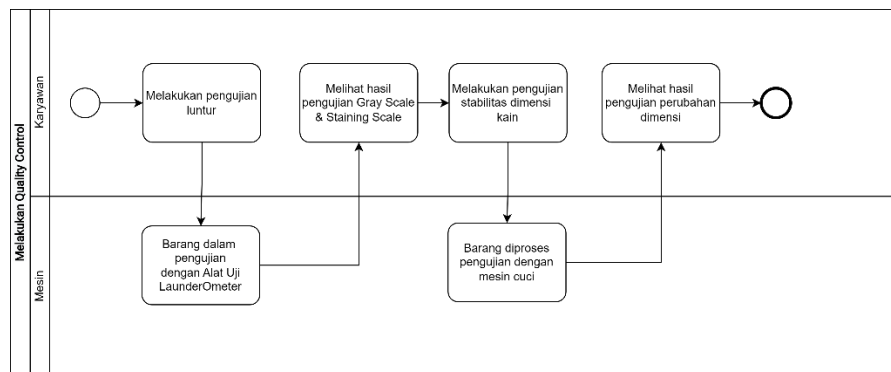 Melakukan Quality Control
Karyawan
Melakukan pengujian
luntur
Melihat hasil
pengujian Gray Scale
& Staining Scale
Melakukan pengujian
stabilitas dimensi
kain
Melihat hasil
pengujian perubahan
dimensi
Mesin
Barang dalam
pengujian
dengan Alat Uji
LaunderOmeter
Barang diproses
pengujian dengan
mesin cuci